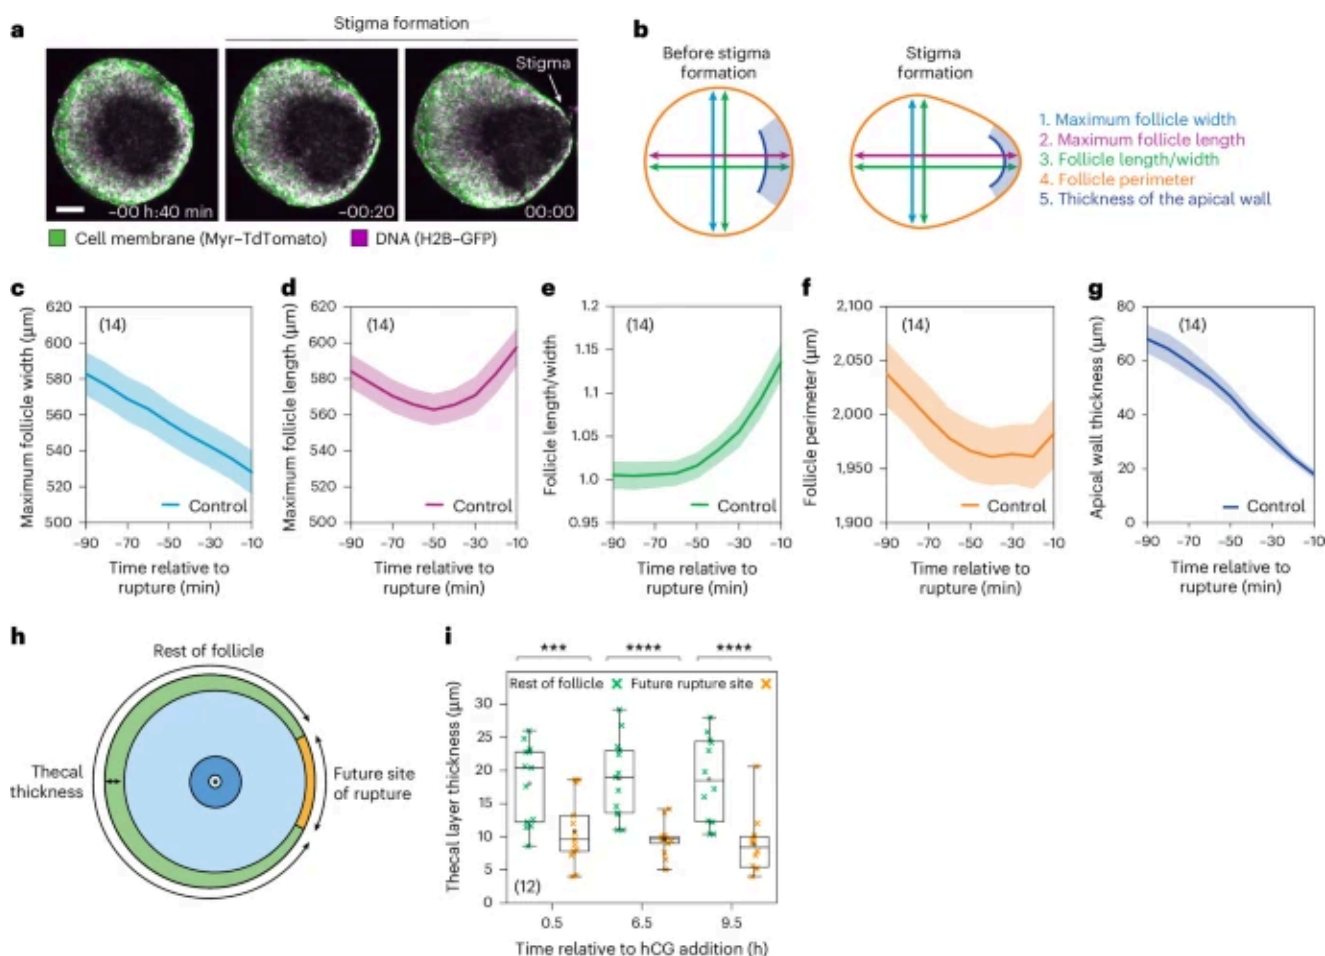 a
Stigma formation
Stigma
–00 h:40 min
–00:20
00:00
Cell membrane (Myr–TdTomato)
DNA (H2B–GFP)
b
Before stigma
formation
Stigma
formation
1. Maximum follicle width
2. Maximum follicle length
3. Follicle length/width
4. Follicle perimeter
5. Thickness of the apical wall
c
Maximum follicle width (μm)
620
600
580
560
540
520
500
(14)
Control
–90 –70 –50 –30 –10
Time relative to
rupture (min)
d
Maximum follicle length (μm)
620
600
580
560
540
520
500
(14)
Control
–90 –70 –50 –30 –10
Time relative to
rupture (min)
e
Follicle length/width
1.2
1.15
1.1
1.05
1.0
0.95
(14)
Control
–90 –70 –50 –30 –10
Time relative to
rupture (min)
f
Follicle perimeter (μm)
2,100
2,050
2,000
1,950
1,900
(14)
Control
–90 –70 –50 –30 –10
Time relative to
rupture (min)
g
Apical wall thickness (μm)
80
60
40
20
0
(14)
Control
–90 –70 –50 –30 –10
Time relative to
rupture (min)
h
Rest of follicle
Thecal
thickness
Future site
of rupture
i
*** **** ****
Rest of follicle
Future rupture site
Thecal layer thickness (μm)
30
25
20
15
10
5
0
(12)
0.5 6.5 9.5
Time relative to hCG addition (h)